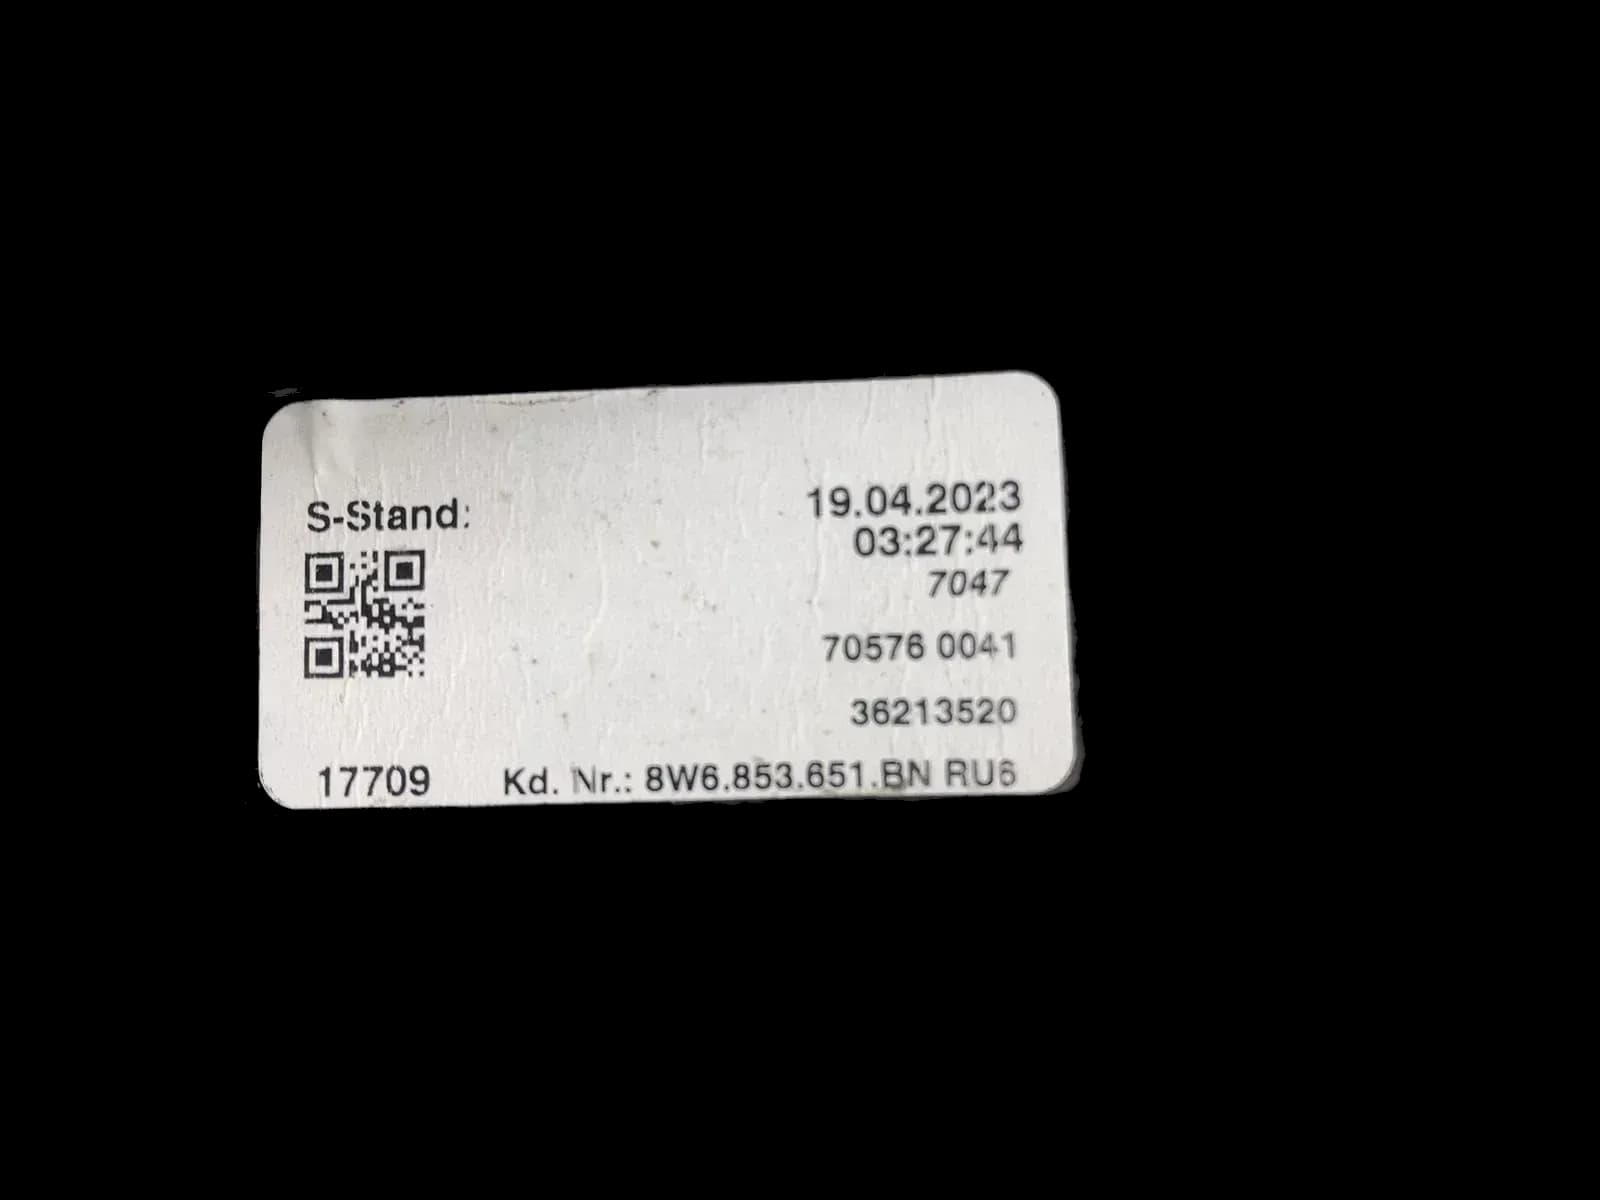 S-Stand:
19.04.2023
03:27:44
7047
70576 0041
36213520
17709 Kd. Nr.: 8W6.853.651.BN RU6